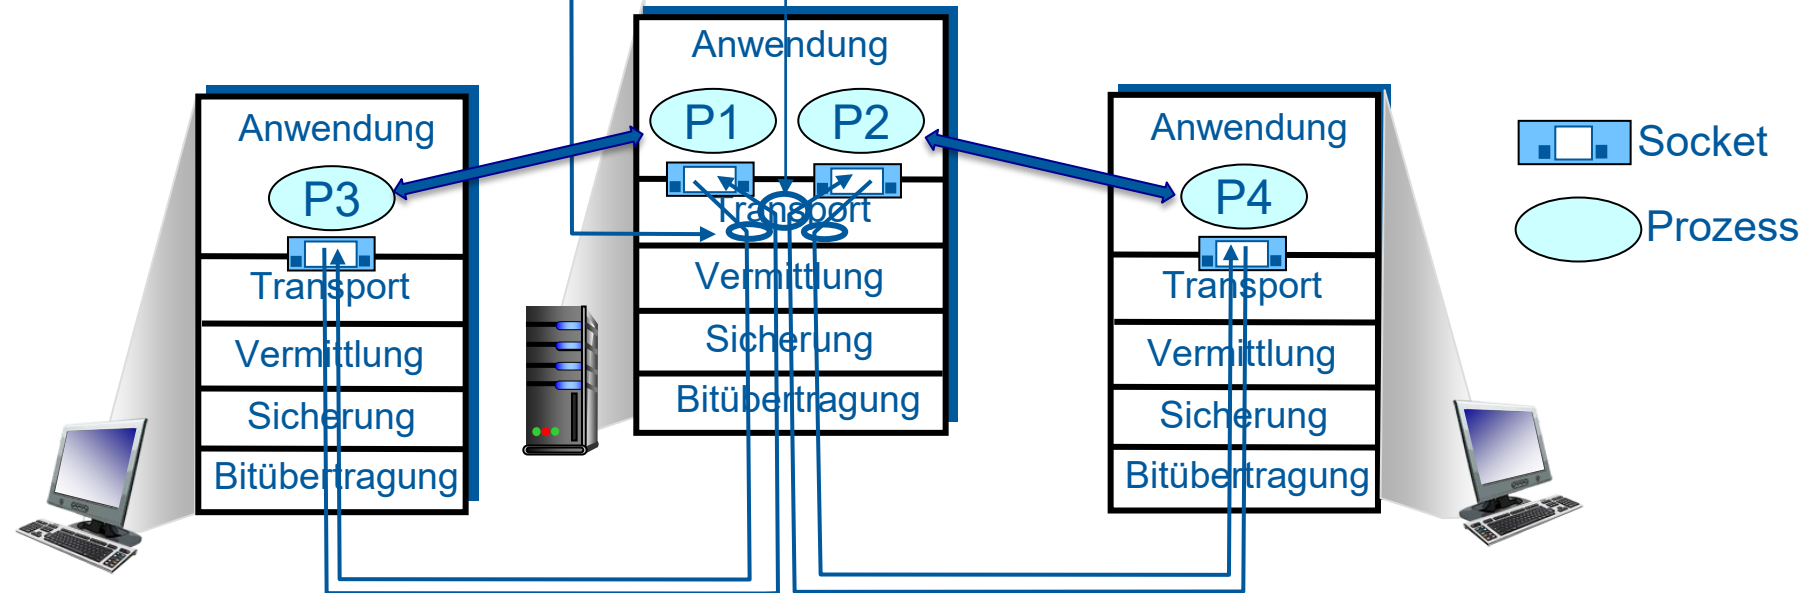 Anwendung
P3
Transport
Vermittlung
Sicherung
Bitübertragung
Anwendung
P1
P2
Transport
Vermittlung
Sicherung
Bitübertragung
Anwendung
P4
Transport
Vermittlung
Sicherung
Bitübertragung
Socket
Prozess